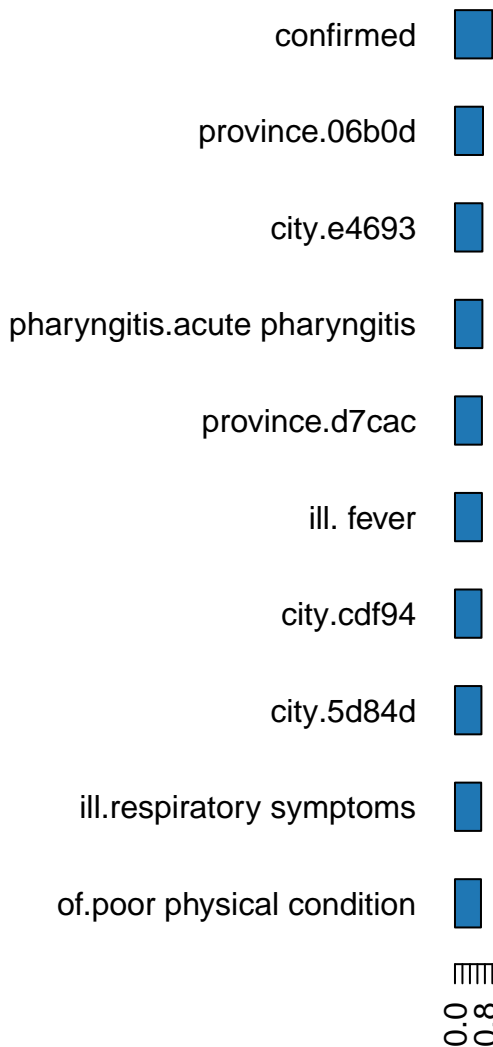 confirmed
province.06b0d
city.e4693
pharyngitis.acute pharyngitis
province.d7cac
ill. fever
city.cdf94
city.5d84d
ill.respiratory symptoms
of.poor physical condition
0.0
0.8